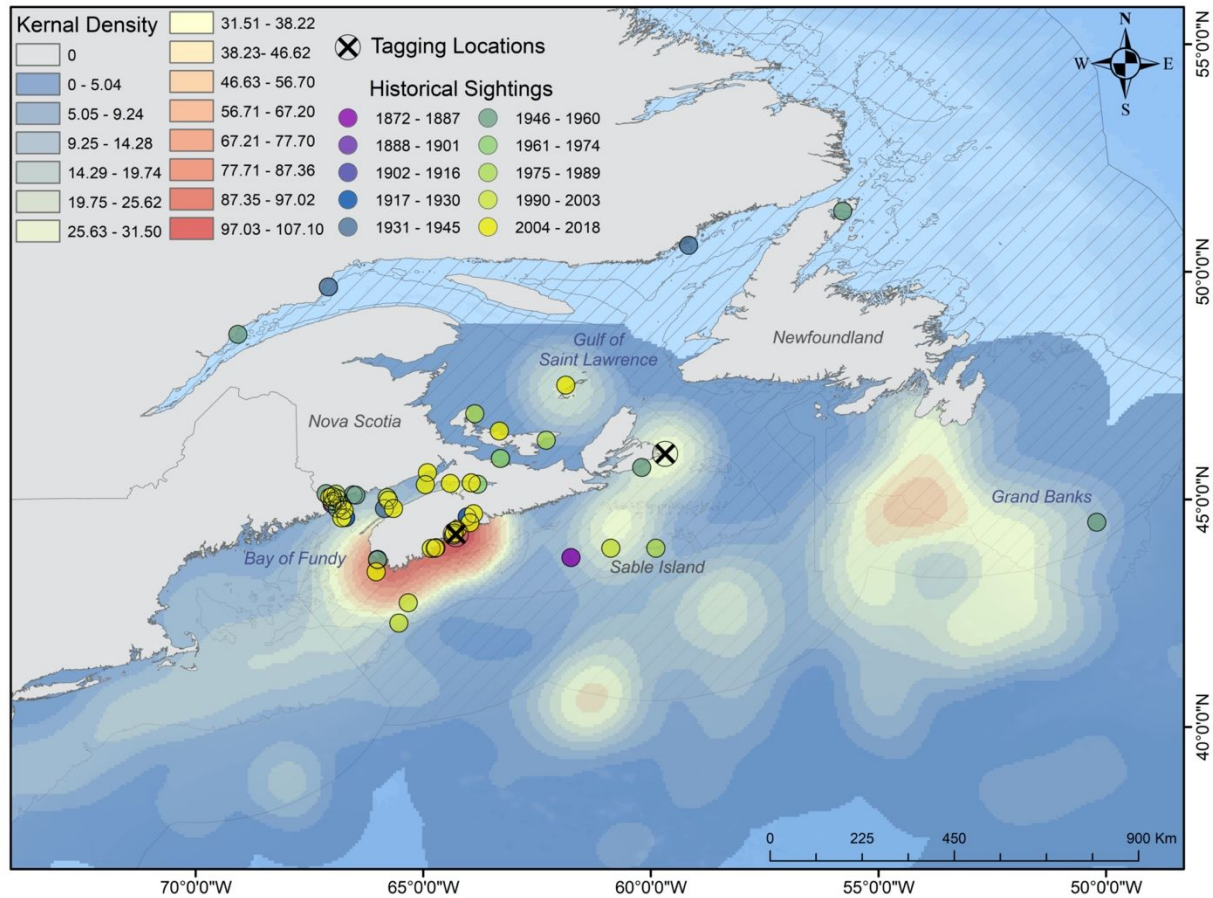 Kernal Density
0
0 - 5.04
5.05 - 9.24
9.25 - 14.28
14.29 - 19.74
19.75 - 25.62
25.63 - 31.50
31.51 - 38.22
38.23- 46.62
46.63 - 56.70
56.71 - 67.20
67.21 - 77.70
77.71 - 87.36
87.35 - 97.02
97.03 - 107.10
Tagging Locations
Historical Sightings
1872 - 1887
1888 - 1901
1902 - 1916
1917 - 1930
1931 - 1945
1946 - 1960
1961 - 1974
1975 - 1989
1990 - 2003
2004 - 2018
N
W
E
S
Gulf of
Saint Lawrence
Newfoundland
Nova Scotia
Grand Banks
Bay of Fundy
Sable Island
0 225 450 900 Km
55°0'0"N
50°0'0"N
45°0'0"N
40°0'0"N
70°0'0"W 65°0'0"W 60°0'0"W 55°0'0"W 50°0'0"W